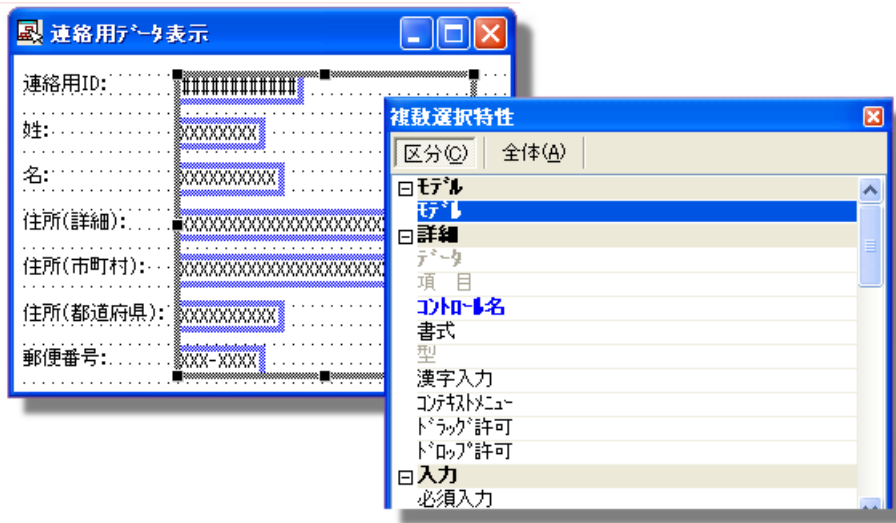 連絡用ﾃﾞｰﾀ表示
連絡用ID:
############
姓:
XXXXXXXX
名:
XXXXXXXXXX
住所(詳細):
XXXXXXXXXXXXXXXXXXXXX
住所(市町村):
XXXXXXXXXXXXXXXXXXXXX
住所(都道府県):
XXXXXXXXXX
郵便番号:
XXX-XXXX
複数選択特性
区分(C)
全体(A)
ﾓﾃﾞﾙ
ﾓﾃﾞﾙ
詳細
ﾃﾞｰﾀ
項 目
ｺﾝﾄﾛｰﾙ名
書式
型
漢字入力
ｺﾝﾃｷｽﾄﾒﾆｭｰ
ﾄﾞﾗｯｸﾞ許可
ﾄﾞﾛｯﾌﾟ許可
入力
必須入力